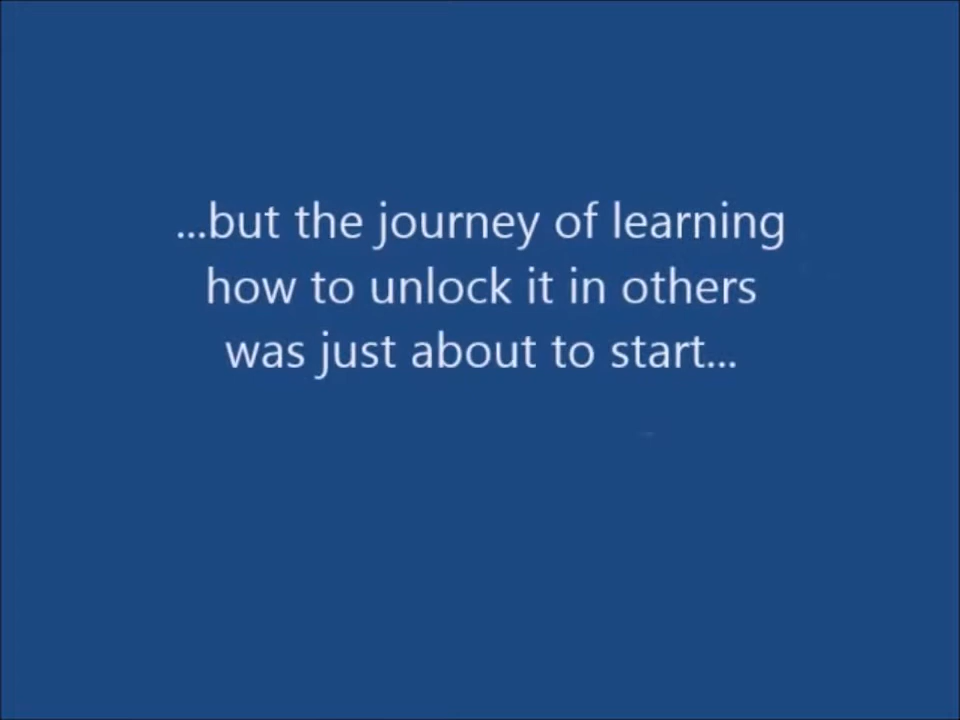 ...but the journey of learning
how to unlock it in others
was just about to start...